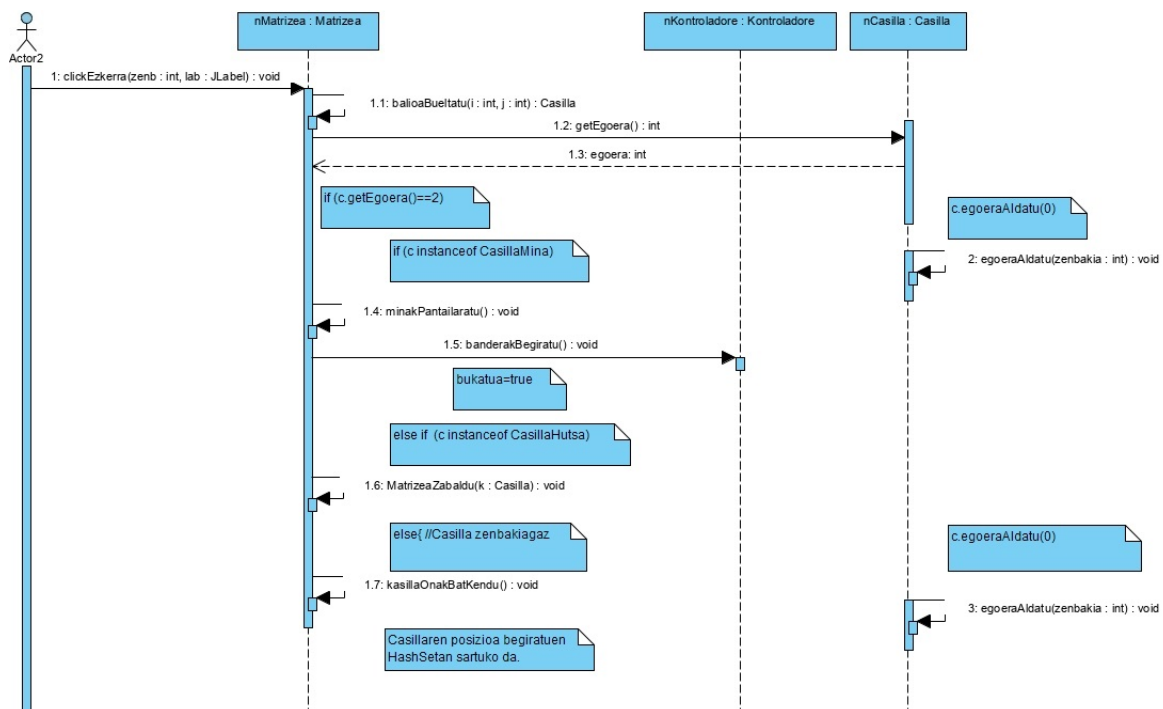 nMatrizea : Matrizea
nKontroladore : Kontroladore
nCasilla : Casilla
Actor2
1: clickEzkerra(zenb : int, lab : JLabel) : void
1.1: balioaBueltatu(i : int, j : int) : Casilla
1.2: getEgoera() : int
1.3: egoera: int
if (c.getEgoera()==2)
c.egoeraAldatu(0)
if (c instanceof CasillaMina)
2: egoeraAldatu(zenbakia : int) : void
1.4: minakPantailaratu() : void
1.5: banderakBegiratu() : void
bukatua=true
else if (c instanceof CasillaHutsa)
1.6: MatrizeaZabaldu(k : Casilla) : void
else{ //Casilla zenbakiagaz
c.egoeraAldatu(0)
1.7: kasillaOnakBatKendu() : void
3: egoeraAldatu(zenbakia : int) : void
Casillaren posizioa begiratuen
HashSetan sartuko da.